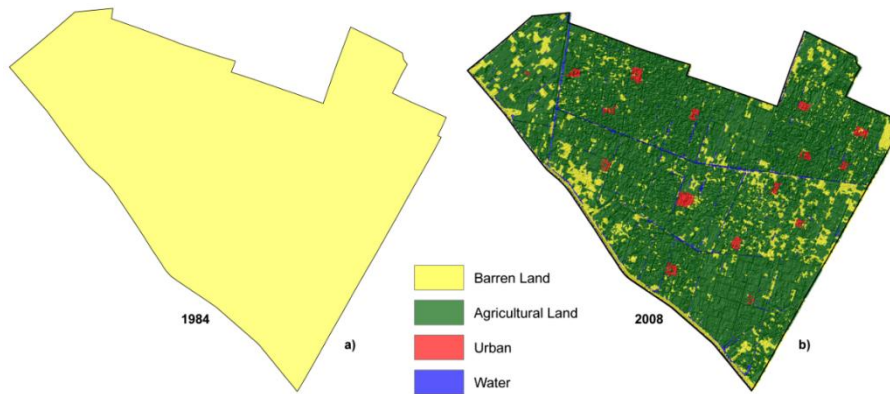 1984
a)
Barren Land
Agricultural Land
Urban
Water
2008
b)